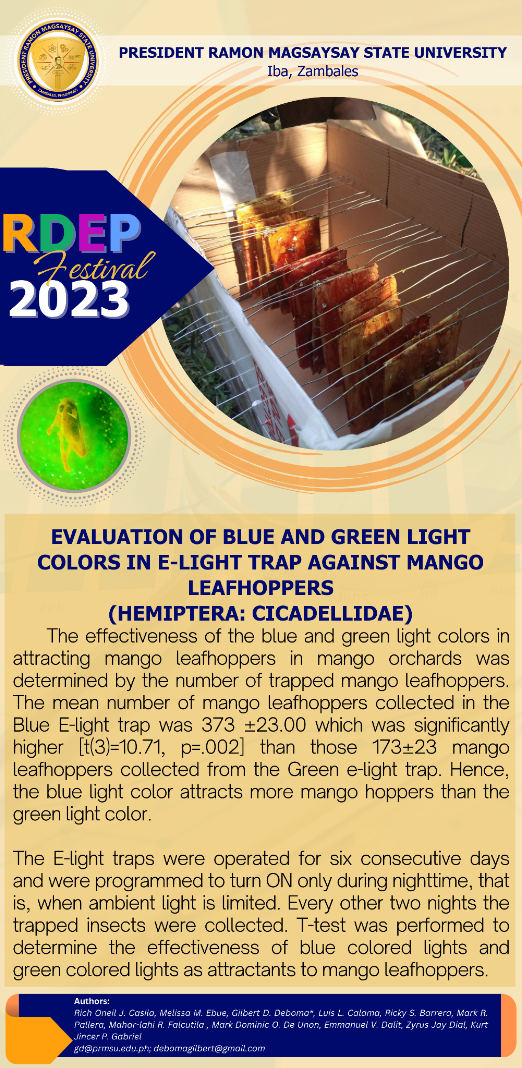 PRESIDENT RAMON MAGSAYSAY STATE UNIVERSITY
Iba, Zambales
PRESIDENT RAMON MAGSAYSAY STATE UNIVERSITY
RDEP
Festival
2023
EVALUATION OF BLUE AND GREEN LIGHT
COLORS IN E-LIGHT TRAP AGAINST MANGO
LEAFHOPPERS
(HEMIPTERA: CICADELLIDAE)
The effectiveness of the blue and green light colors in
attracting mango leafhoppers in mango orchards was
determined by the number of trapped mango leafhoppers.
The mean number of mango leafhoppers collected in the
Blue E-light trap was 373 ±23.00 which was significantly
higher [t(3)=10.71, p=.002] than those 173±23 mango
leafhoppers collected from the Green e-light trap. Hence,
the blue light color attracts more mango hoppers than the
green light color.
The E-light traps were operated for six consecutive days
and were programmed to turn ON only during nighttime, that
is, when ambient light is limited. Every other two nights the
trapped insects were collected. T-test was performed to
determine the effectiveness of blue colored lights and
green colored lights as attractants to mango leafhoppers.
Authors:
Rich Oneil J. Casila, Melissa M. Ebue, Gilbert D. Deboma*, Luis L. Calama, Ricky S. Barrera, Mark R.
Pallera, Mahar-lahi R. Falcutila , Mark Dominic O. De Unon, Emmanuel V. Dalit, Zyrus Jay Dial, Kurt
Jincer P. Gabriel
gd@prmsu.edu.ph; debomagilbert@gmail.com